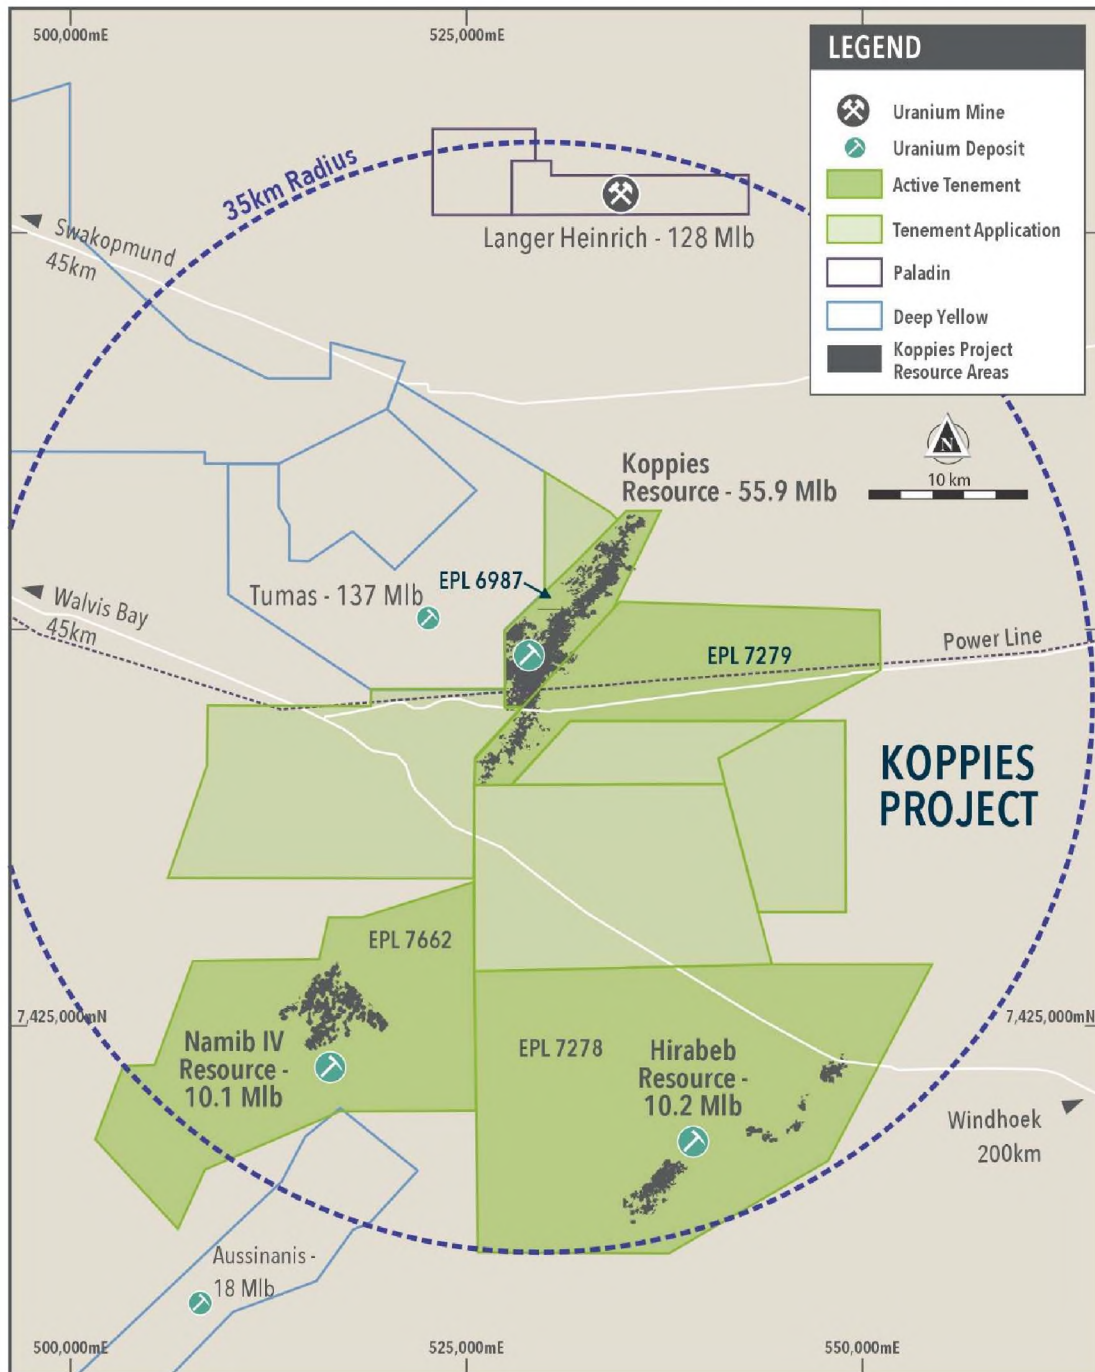 500,000mE
525,000mE
LEGEND
Uranium Mine
Uranium Deposit
Active Tenement
Tenement Application
Paladin
Deep Yellow
Koppies Project
Resource Areas
35km Radius
Swakopmund
45km
Langer Heinrich - 128 Mlb
N
10 km
Koppies
Resource - 55.9 Mlb
EPL 6987
Tumas - 137 Mlb
Walvis Bay
45km
EPL 7279
Power Line
KOPPIES
PROJECT
EPL 7662
7,425,000mN
7,425,000mN
Namib IV
Resource -
10.1 Mlb
EPL 7278
Hirabeb
Resource -
10.2 Mlb
Windhoek
200km
Aussinanis -
18 Mlb
500,000mE
525,000mE
550,000mE